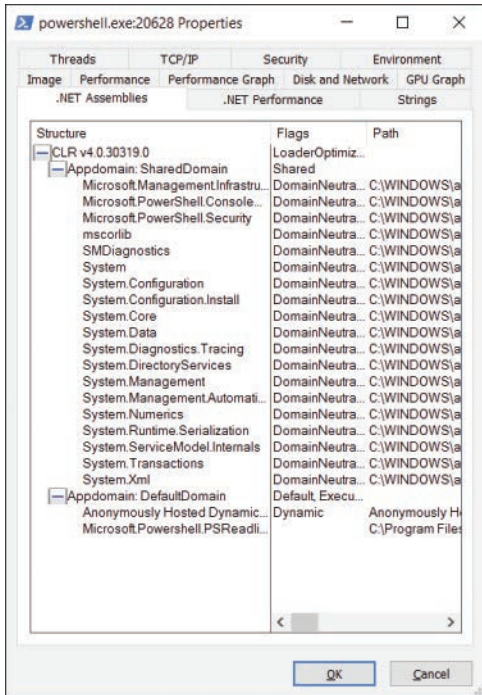 powershell.exe:20628 Properties
Threads TCP/IP Security Environment
Image Performance Performance Graph Disk and Network GPU Graph
.NET Assemblies .NET Performance Strings
Structure Flags Path
CLR v4.0.30319.0 LoaderOptimiz...
Appdomain: SharedDomain Shared
Microsoft.Management.Infrastru... DomainNeutra... C:\WINDOWS\a
Microsoft.PowerShell.Console... DomainNeutra... C:\WINDOWS\a
Microsoft.PowerShell.Security DomainNeutra... C:\WINDOWS\a
mscorlib DomainNeutra... C:\WINDOWS\a
SMDiagnostics DomainNeutra... C:\WINDOWS\a
System DomainNeutra... C:\WINDOWS\a
System.Configuration DomainNeutra... C:\WINDOWS\a
System.Configuration.Install DomainNeutra... C:\WINDOWS\a
System.Core DomainNeutra... C:\WINDOWS\a
System.Data DomainNeutra... C:\WINDOWS\a
System.Diagnostics.Tracing DomainNeutra... C:\WINDOWS\a
System.DirectoryServices DomainNeutra... C:\WINDOWS\a
System.Management DomainNeutra... C:\WINDOWS\a
System.Management.Automati... DomainNeutra... C:\WINDOWS\a
System.Numerics DomainNeutra... C:\WINDOWS\a
System.Runtime.Serialization DomainNeutra... C:\WINDOWS\a
System.ServiceModel.Internals DomainNeutra... C:\WINDOWS\a
System.Transactions DomainNeutra... C:\WINDOWS\a
System.Xml DomainNeutra... C:\WINDOWS\a
Appdomain: DefaultDomain Default, Execu...
Anonymously Hosted Dynamic... Dynamic Anonymously Ho
Microsoft.Powershell.PSReadli... C:\Program Files
OK Cancel